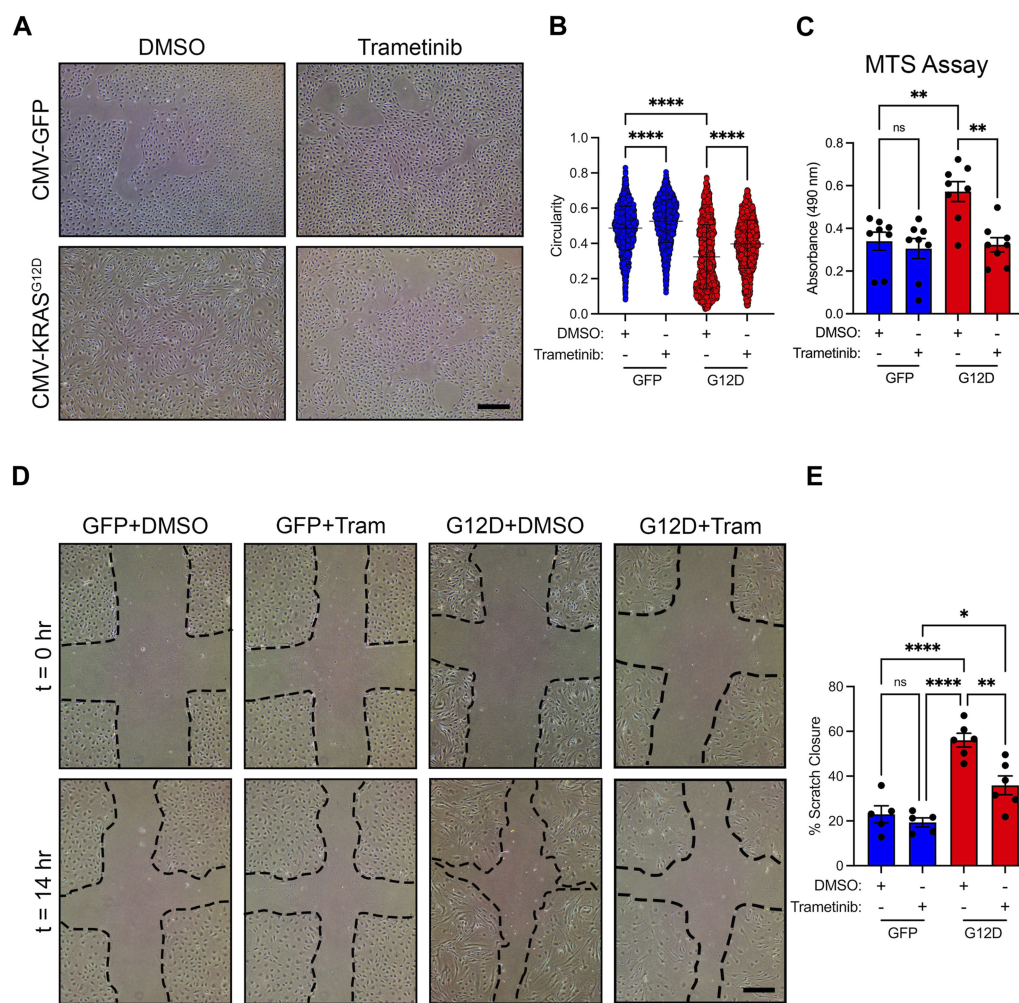 A
DMSO
Trametinib
CMV-GFP
CMV-KRASG12D
B
****
**** ****
Circularity
1.0
0.8
0.6
0.4
0.2
0.0
DMSO: + - + -
Trametinib: - + - +
GFP G12D
C
MTS Assay
**
ns **
Absorbance (490 nm)
0.8
0.6
0.4
0.2
0.0
DMSO: + - + -
Trametinib: - + - +
GFP G12D
D
GFP+DMSO GFP+Tram G12D+DMSO G12D+Tram
t = 0 hr
t = 14 hr
E
*
****
ns **** **
% Scratch Closure
80
60
40
20
0
DMSO: + - + -
Trametinib: - + - +
GFP G12D